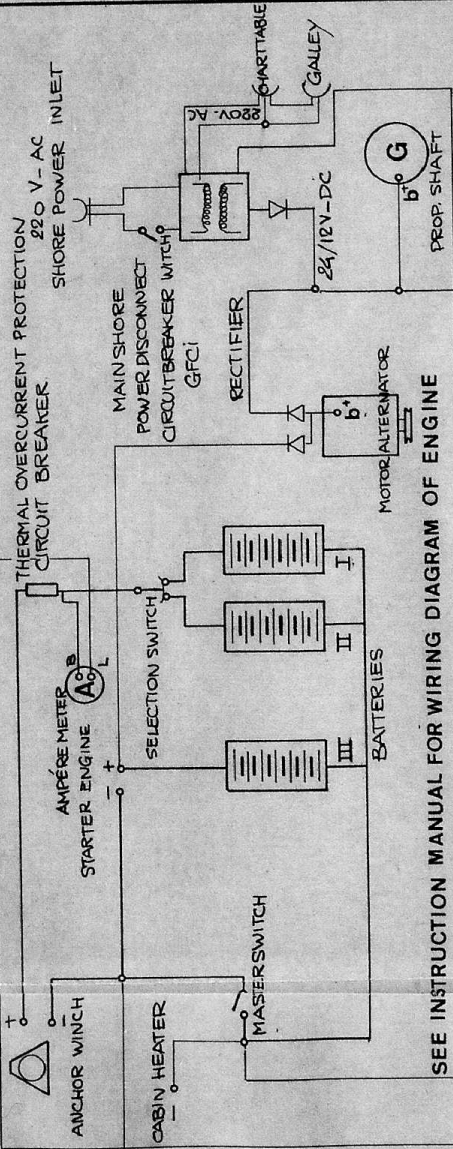 +
−
ANCHOR WINCH
CABIN HEATER
−
MASTERSWITCH
AMPÉRE METER
STARTER ENGINE
− +
A
B
L
THERMAL OVERCURRENT PROTECTION
CIRCUIT BREAKER
SELECTION SWITCH
III
II
I
BATTERIES
220 V-AC
SHORE POWER INLET
MAIN SHORE
POWER DISCONNECT
CIRCUITBREAKER WITCH
GFCi
RECTIFIER
b+
MOTOR/ALTERNATOR
220V-AC
CHARTTABLE
GALLEY
24/12V-DC
G
b+
PROP. SHAFT
SEE INSTRUCTION MANUAL FOR WIRING DIAGRAM OF ENGINE